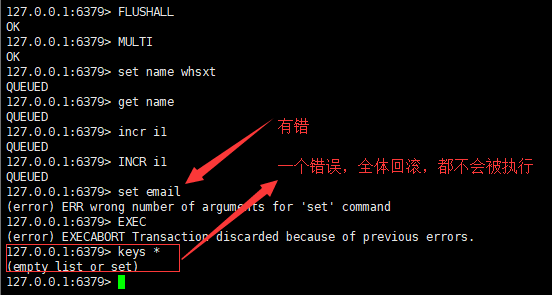 127.0.0.1:6379> FLUSHALL
OK
127.0.0.1:6379> MULTI
OK
127.0.0.1:6379> set name whsxt
QUEUED
127.0.0.1:6379> get name
QUEUED
127.0.0.1:6379> incr i1
QUEUED
127.0.0.1:6379> INCR i1
QUEUED
127.0.0.1:6379> set email
(error) ERR wrong number of arguments for 'set' command
127.0.0.1:6379> EXEC
(error) EXECABORT Transaction discarded because of previous errors.
127.0.0.1:6379> keys *
(empty list or set)
127.0.0.1:6379>
有错
一个错误，全体回滚，都不会被执行